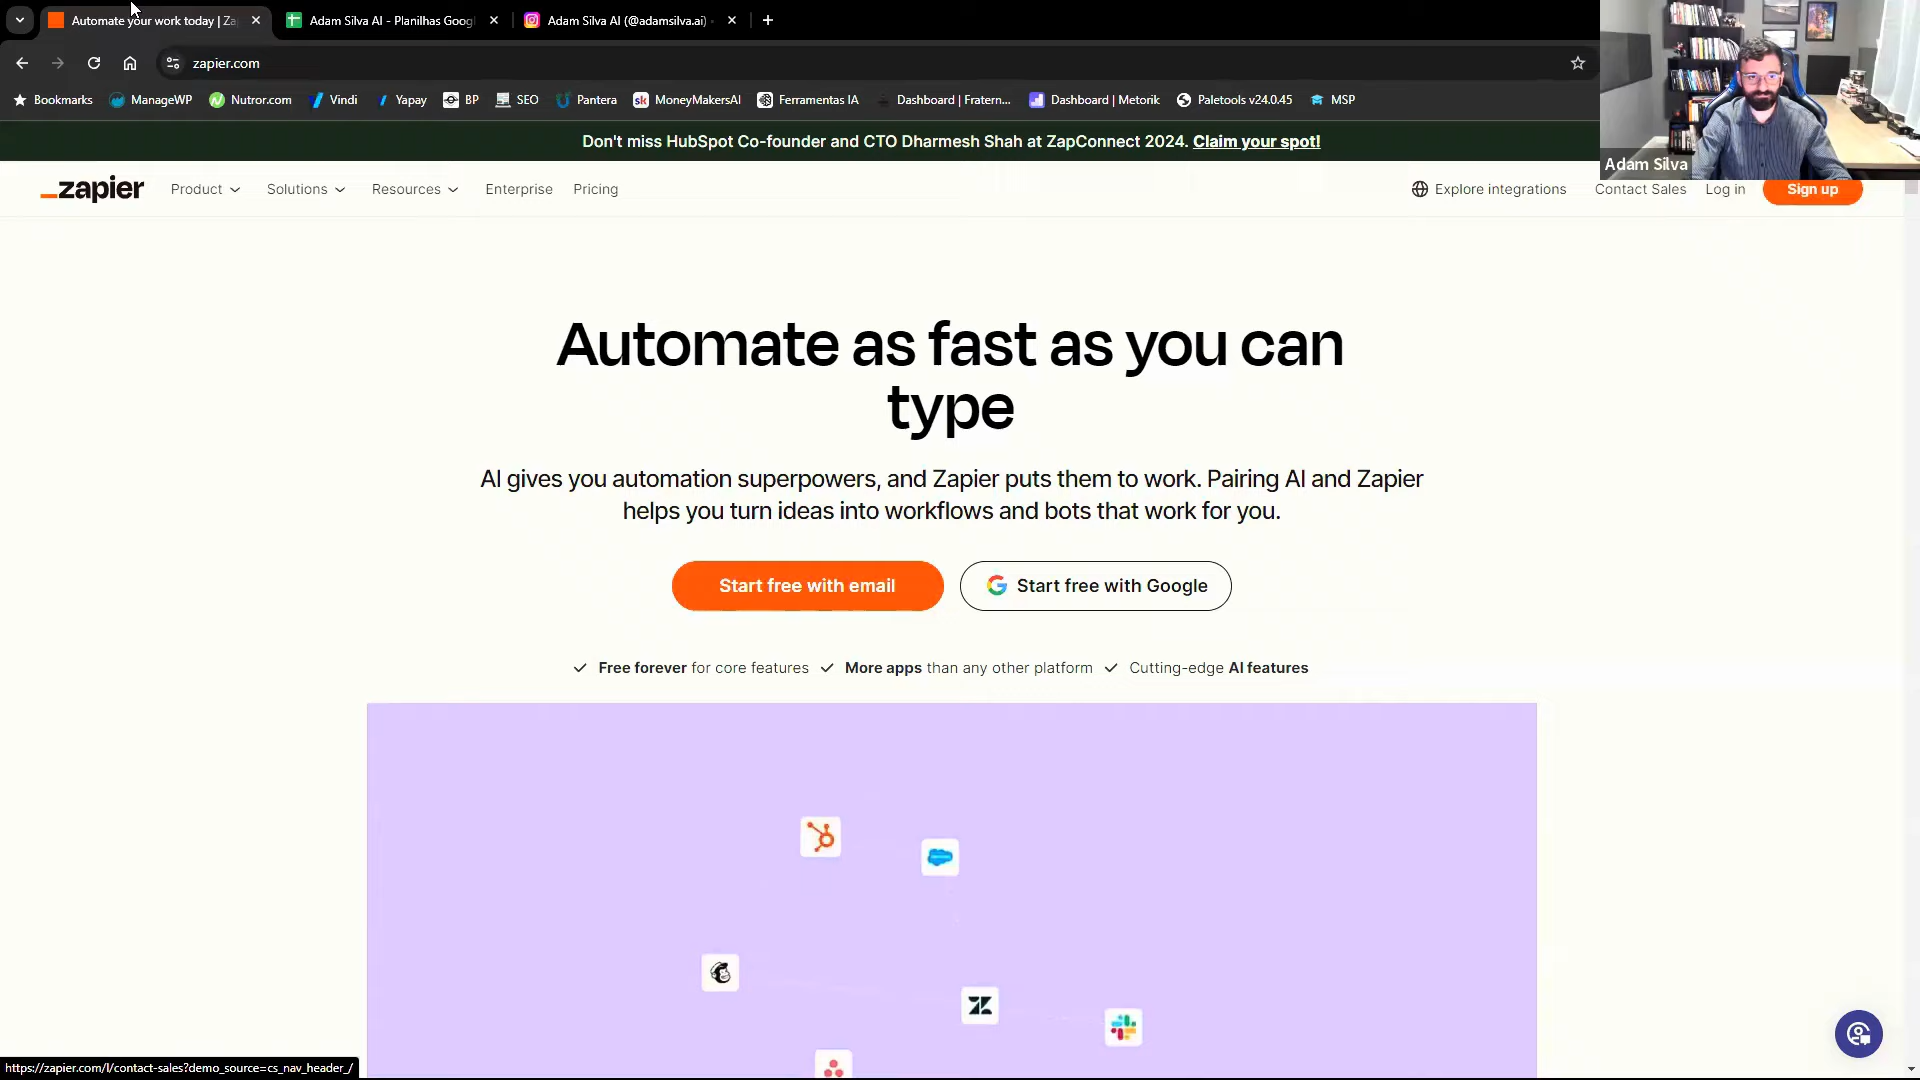 Automate your work today | Za
Adam Silva AI - Planilhas Goog
Adam Silva AI (@adamsilva.ai)
zapier.com
Bookmarks
ManageWP
Nutror.com
Vindi
Yapay
BP
SEO
Pantera
sk
MoneyMakersAI
Ferramentas IA
Dashboard | Fratern...
Dashboard | Metorik
Paletools v24.0.45
MSP
Adam Silva
Don't miss HubSpot Co-founder and CTO Dharmesh Shah at ZapConnect 2024. Claim your spot!
zapier
Product
Solutions
Resources
Enterprise
Pricing
Explore integrations
Contact Sales
Log in
Sign up
Automate as fast as you can
type
AI gives you automation superpowers, and Zapier puts them to work. Pairing AI and Zapier
helps you turn ideas into workflows and bots that work for you.
Start free with email
Start free with Google
Free forever for core features
More apps than any other platform
Cutting-edge AI features
https://zapier.com/l/contact-sales?demo_source=cs_nav_header_/